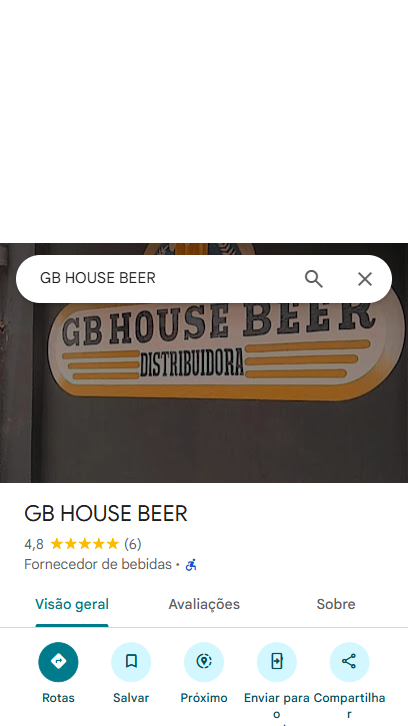 GB HOUSE BEER
GB HOUSE BEER
DISTRIBUIDORA
GB HOUSE BEER
4,8 (6)
Fornecedor de bebidas ·
Visão geral Avaliações Sobre
Rotas Salvar Próximo Enviar para o Compartilhar